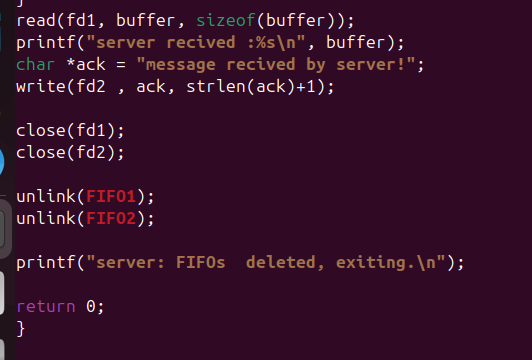 }
read(fd1, buffer, sizeof(buffer));
printf("server recived :%s\n", buffer);
char *ack = "message recived by server!";
write(fd2 , ack, strlen(ack)+1);
close(fd1);
close(fd2);
unlink(FIFO1);
unlink(FIFO2);
printf("server: FIFOs  deleted, exiting.\n");
return 0;
}